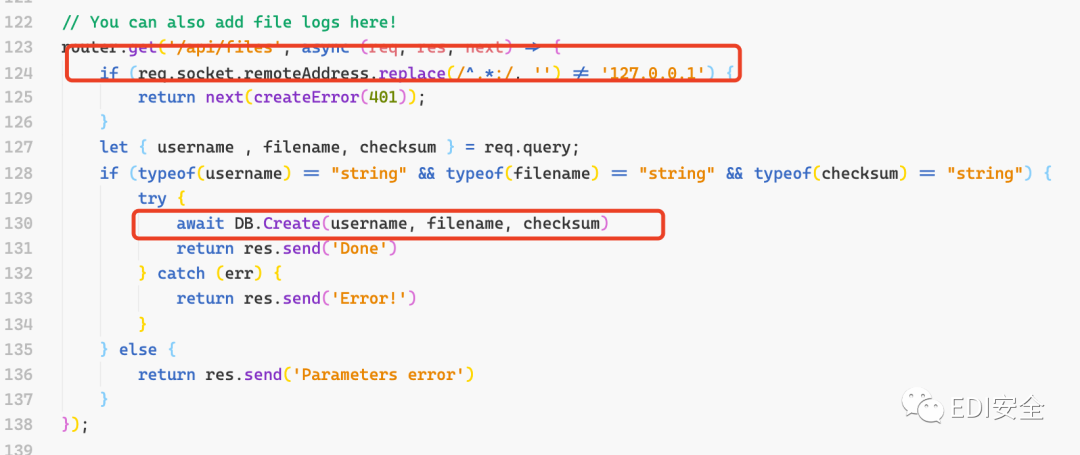 122 // You can also add file logs here!
123 router.get('/api/files', async (req, res, next) => {
124 if (req.socket.remoteAddress.replace(/^.*:/, '') != '127.0.0.1') {
125 return next(createError(401));
126 }
127 let { username , filename, checksum } = req.query;
128 if (typeof(username) == "string" && typeof(filename) == "string" && typeof(checksum) == "string") {
129 try {
130 await DB.Create(username, filename, checksum)
131 return res.send('Done')
132 } catch (err) {
133 return res.send('Error!')
134 }
135 } else {
136 return res.send('Parameters error')
137 }
138 });
139
EDI安全